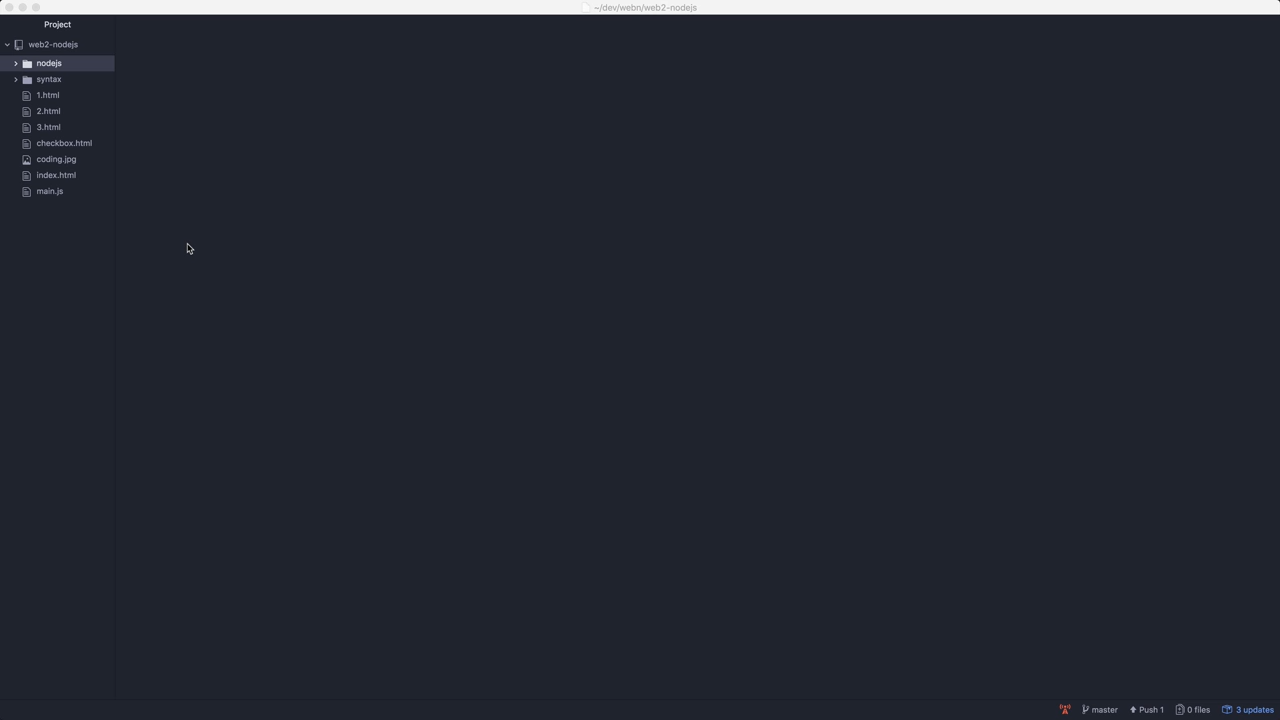 ~/dev/webn/web2-nodejs
Project
web2-nodejs
nodejs
syntax
1.html
2.html
3.html
checkbox.html
coding.jpg
index.html
main.js
master Push 1 0 files 3 updates